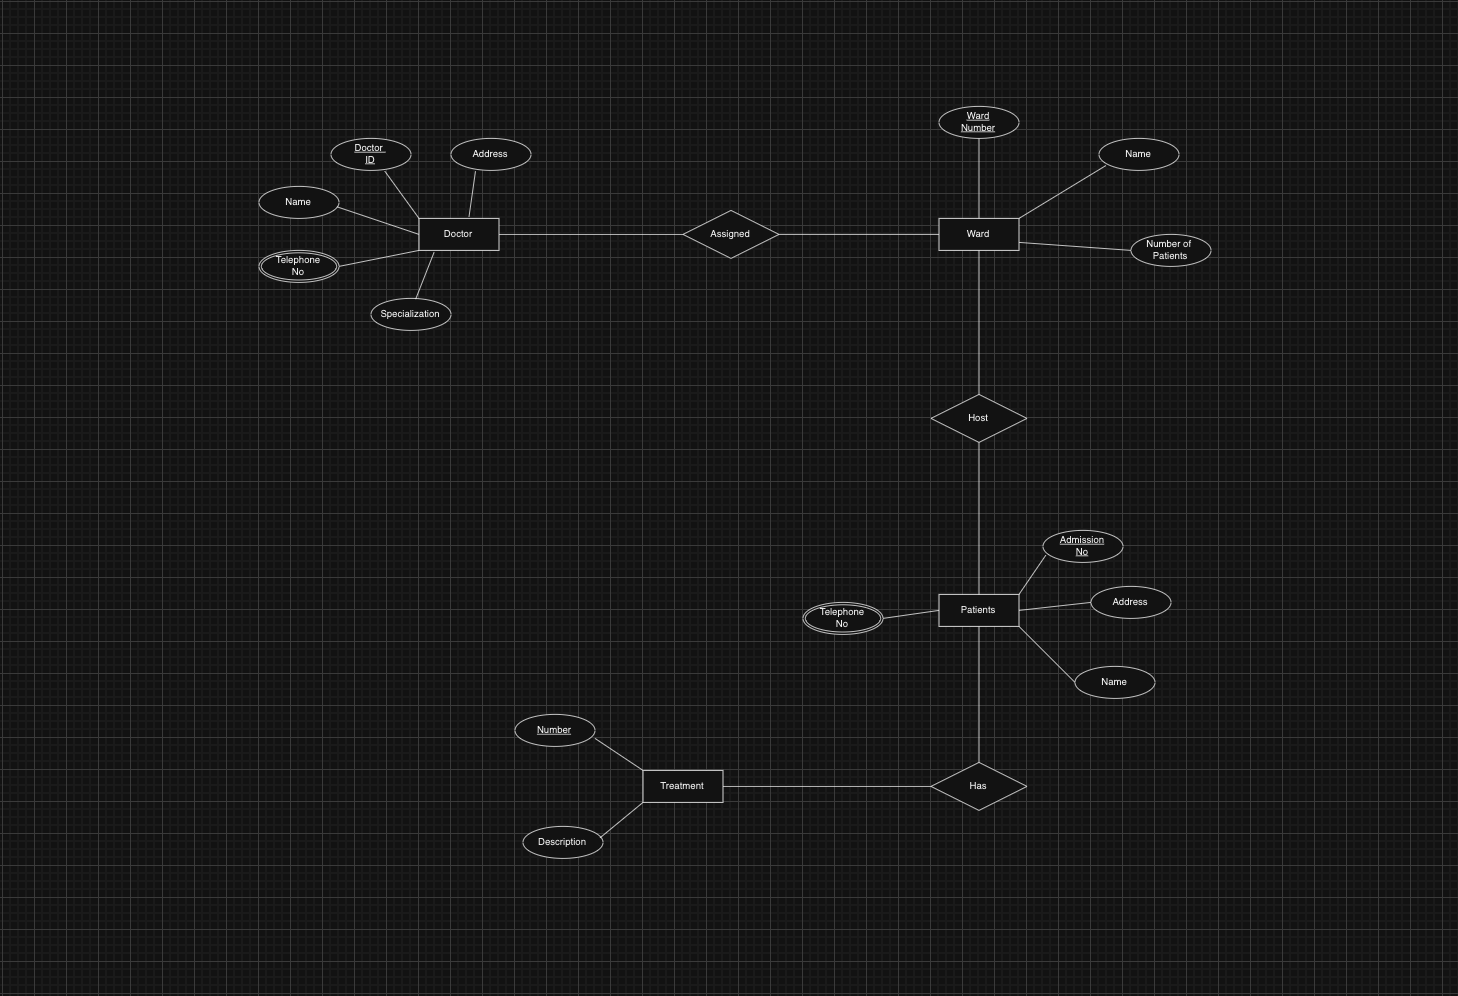 Ward
Number
Doctor
ID
Address
Name
Name
Doctor
Assigned
Ward
Number of
Patients
Telephone
No
Specialization
Host
Admission
No
Telephone
No
Patients
Address
Name
Number
Treatment
Has
Description